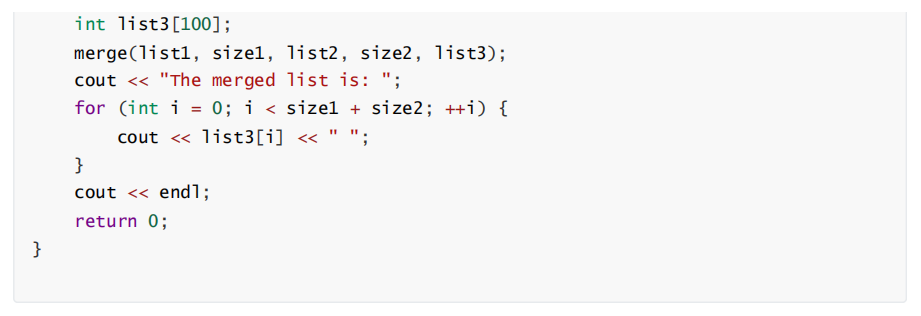 int list3[100];
merge(list1, size1, list2, size2, list3);
cout << "The merged list is: ";
for (int i = 0; i < size1 + size2; ++i) {
cout << list3[i] << " ";
}
cout << endl;
return 0;
}